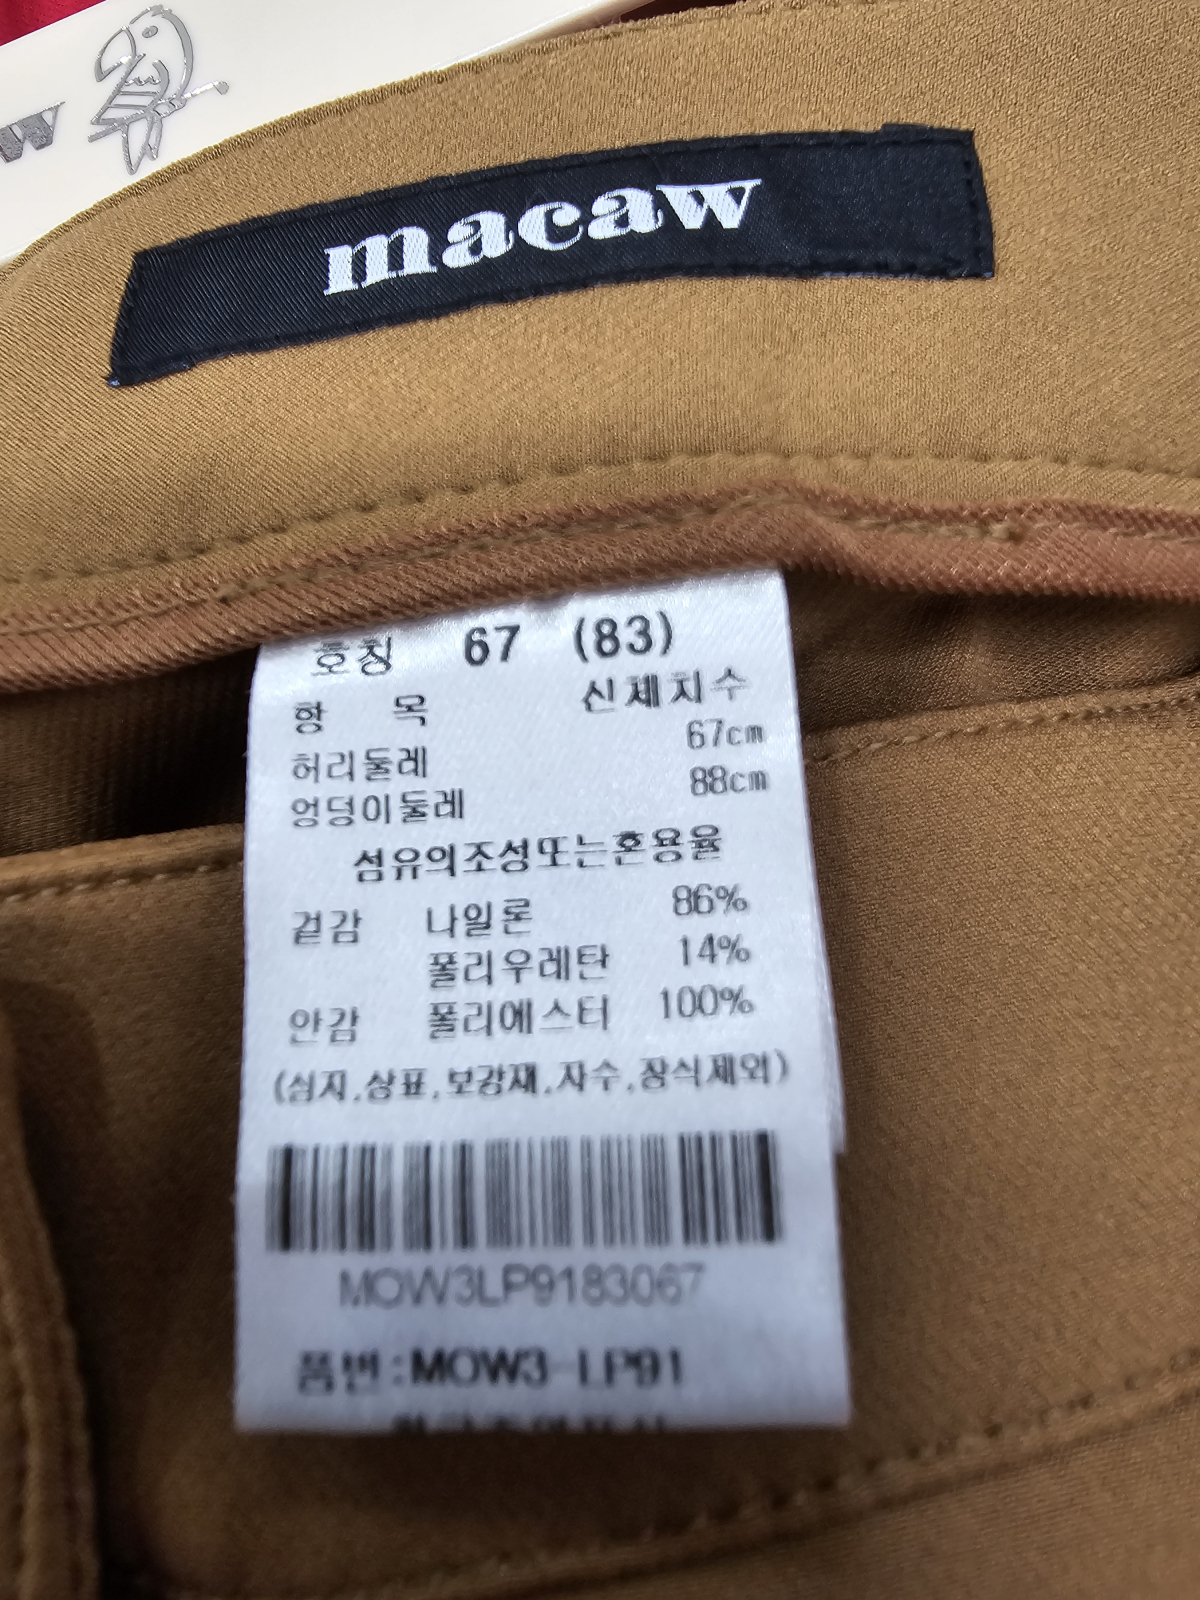 w
macaw
호칭 67 (83)
항 목 신체치수
허리둘레 67cm
엉덩이둘레 88cm
섬유의조성또는혼용율
겉감 나일론 86%
폴리우레탄 14%
안감 폴리에스터 100%
(심지,상표,보강재,자수,장식제외)
MOW3LP9183067
품번:MOW3-LP91